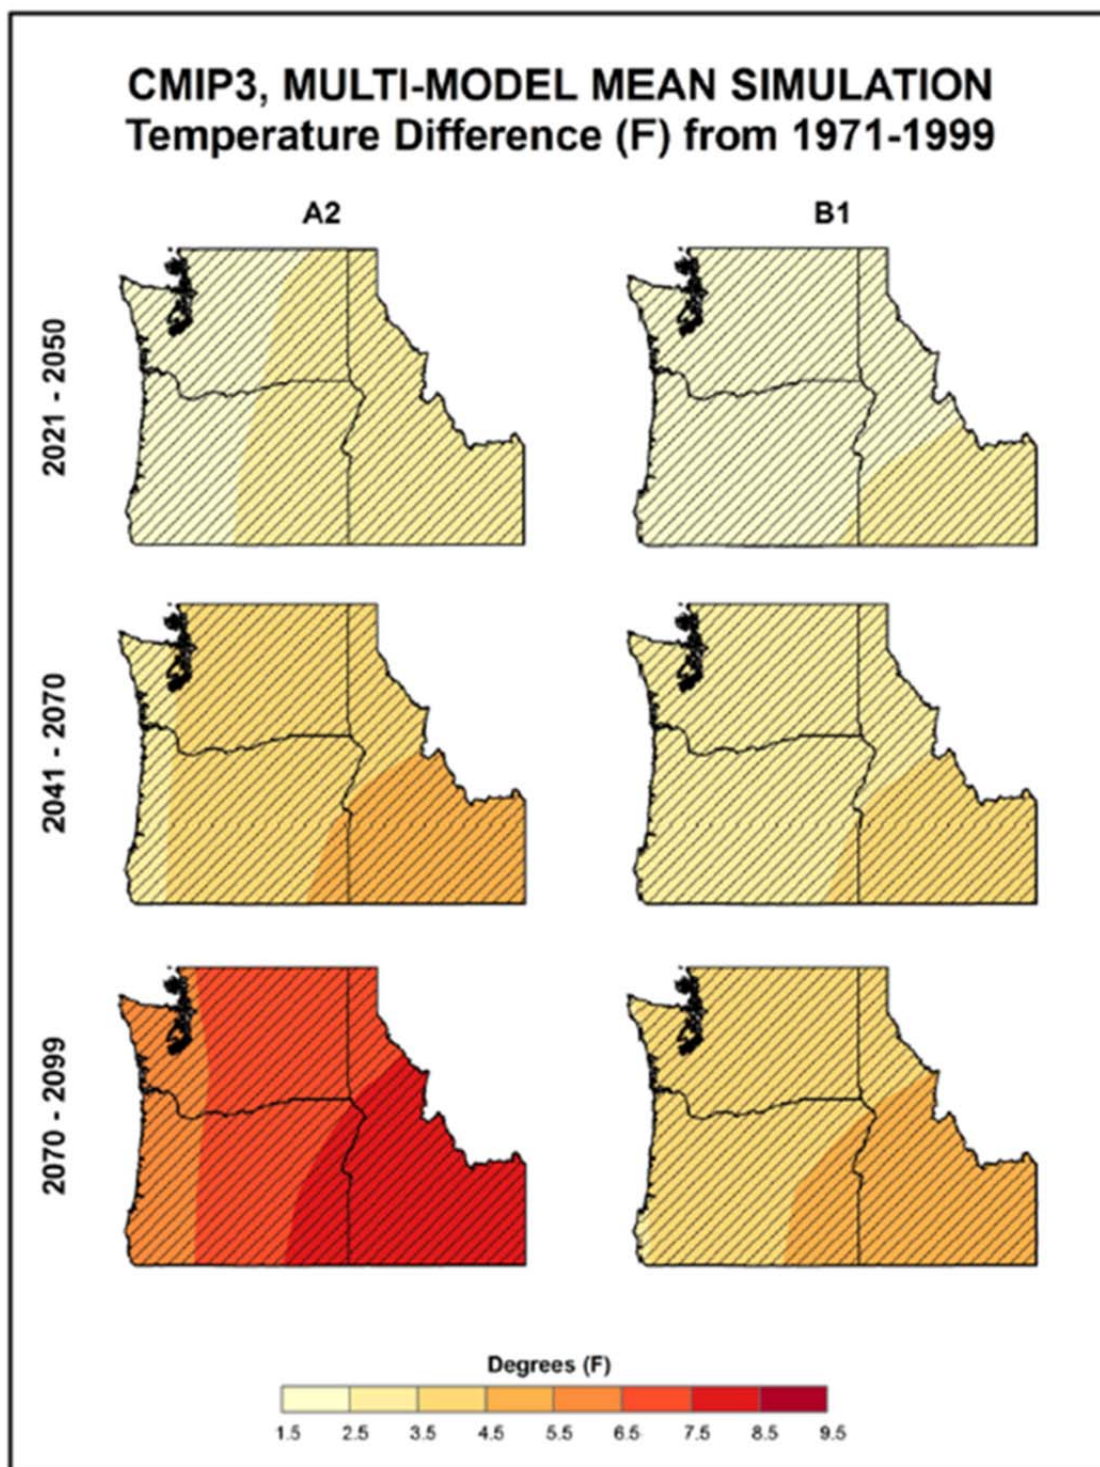 CMIP3, MULTI-MODEL MEAN SIMULATION
Temperature Difference (F) from 1971-1999
A2
B1
2021 - 2050
2041 - 2070
2070 - 2099
Degrees (F)
1.5 2.5 3.5 4.5 5.5 6.5 7.5 8.5 9.5